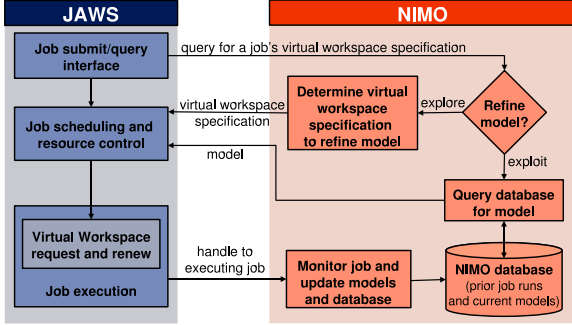 JAWS
NIMO
Job submit/query
interface
query for a job's virtual workspace specification
Determine virtual
workspace
specification
to refine model
explore
Refine
model?
virtual workspace
specification
Job scheduling and
resource control
model
exploit
Query database
for model
Virtual Workspace
request and renew
Job execution
handle to
executing job
Monitor job and
update models
and database
NIMO database
(prior job runs
and current models)